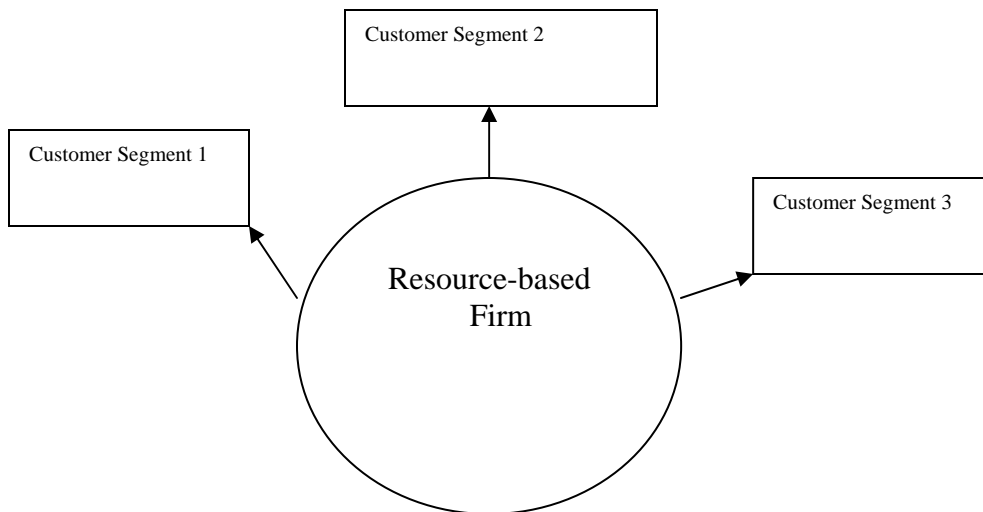 Customer Segment 2
Customer Segment 1
Customer Segment 3
Resource-based
Firm